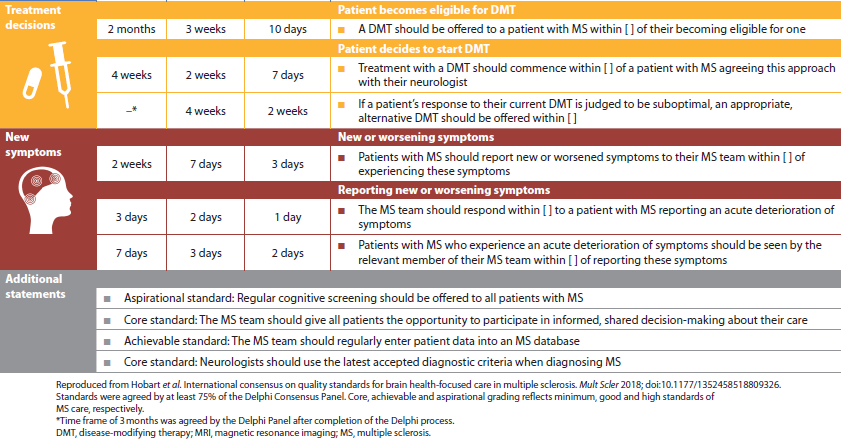 Treatment decisions
Patient becomes eligible for DMT
2 months 3 weeks 10 days ■ A DMT should be offered to a patient with MS within [ ] of their becoming eligible for one
Patient decides to start DMT
4 weeks 2 weeks 7 days ■ Treatment with a DMT should commence within [ ] of a patient with MS agreeing this approach
with their neurologist
–* 4 weeks 2 weeks ■ If a patient's response to their current DMT is judged to be suboptimal, an appropriate,
alternative DMT should be offered within [ ]
New symptoms
New or worsening symptoms
2 weeks 7 days 3 days ■ Patients with MS should report new or worsened symptoms to their MS team within [ ] of
experiencing these symptoms
Reporting new or worsening symptoms
3 days 2 days 1 day ■ The MS team should respond within [ ] to a patient with MS reporting an acute deterioration of
symptoms
7 days 3 days 2 days ■ Patients with MS who experience an acute deterioration of symptoms should be seen by the
relevant member of their MS team within [ ] of reporting these symptoms
Additional statements
■ Aspirational standard: Regular cognitive screening should be offered to all patients with MS
■ Core standard: The MS team should give all patients the opportunity to participate in informed, shared decision-making about their care
■ Achievable standard: The MS team should regularly enter patient data into an MS database
■ Core standard: Neurologists should use the latest accepted diagnostic criteria when diagnosing MS
Reproduced from Hobart et al. International consensus on quality standards for brain health-focused care in multiple sclerosis. Mult Scler 2018; doi:10.1177/1352458518809326.
Standards were agreed by at least 75% of the Delphi Consensus Panel. Core, achievable and aspirational grading reflects minimum, good and high standards of
MS care, respectively.
*Time frame of 3 months was agreed by the Delphi Panel after completion of the Delphi process.
DMT, disease-modifying therapy; MRI, magnetic resonance imaging; MS, multiple sclerosis.